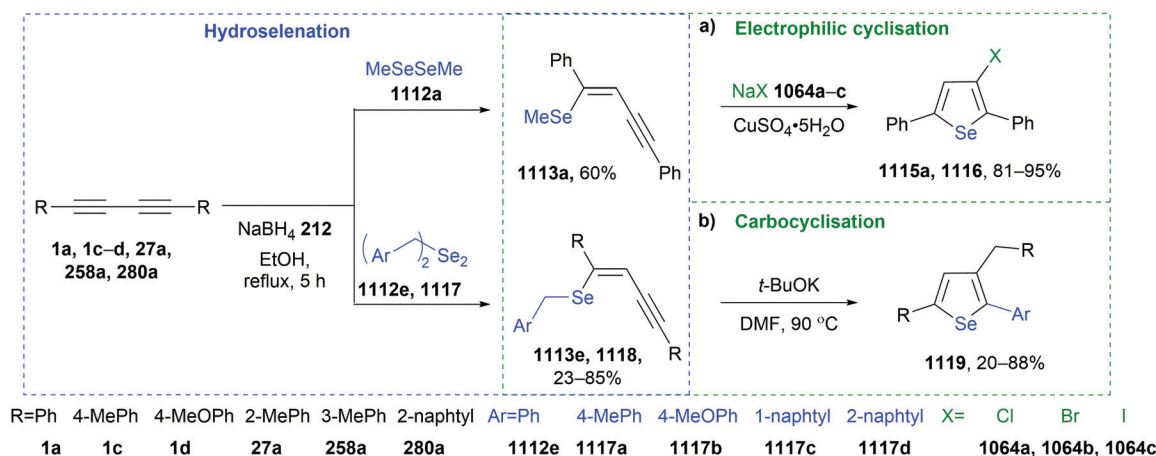 Hydroselenation
MeSeSeMe
1112a
R
R
1a, 1c–d, 27a,
258a, 280a
NaBH4 212
EtOH,
reflux, 5 h
(Ar )2 Se2
1112e, 1117
Ph
MeSe
Ph
1113a, 60%
R
Se
Ar
R
1113e, 1118,
23–85%
a) Electrophilic cyclisation
NaX 1064a–c
CuSO4•5H2O
X
Ph
Se
Ph
1115a, 1116, 81–95%
b) Carbocyclisation
t-BuOK
DMF, 90 ºC
R
R
Se
Ar
1119, 20–88%
R=Ph 4-MePh 4-MeOPh 2-MePh 3-MePh 2-naphtyl Ar=Ph 4-MePh 4-MeOPh 1-naphtyl 2-naphtyl X= Cl Br I
1a 1c 1d 27a 258a 280a 1112e 1117a 1117b 1117c 1117d 1064a, 1064b, 1064c